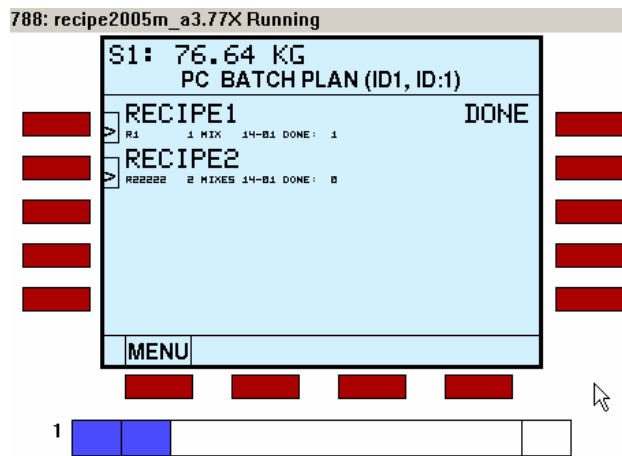 788: recipe2005m_a3.77X Running
S1: 76.64 KG
PC BATCH PLAN (ID1, ID:1)
> RECIPE1 DONE
R1 1 MIX 14-01 DONE: 1
> RECIPE2
R22222 2 MIXES 14-01 DONE: 0
MENU
1